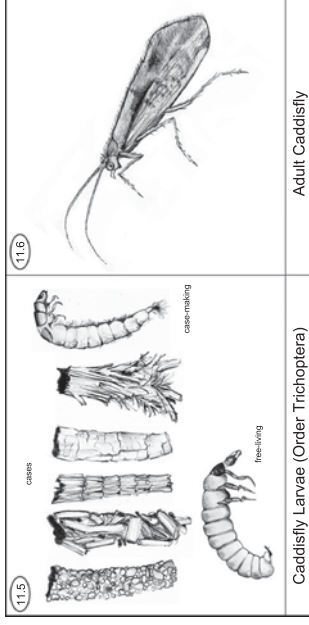 11.5
cases
case-making
free-living
Caddisfly Larvae (Order Trichoptera)
11.6
Adult Caddisfly